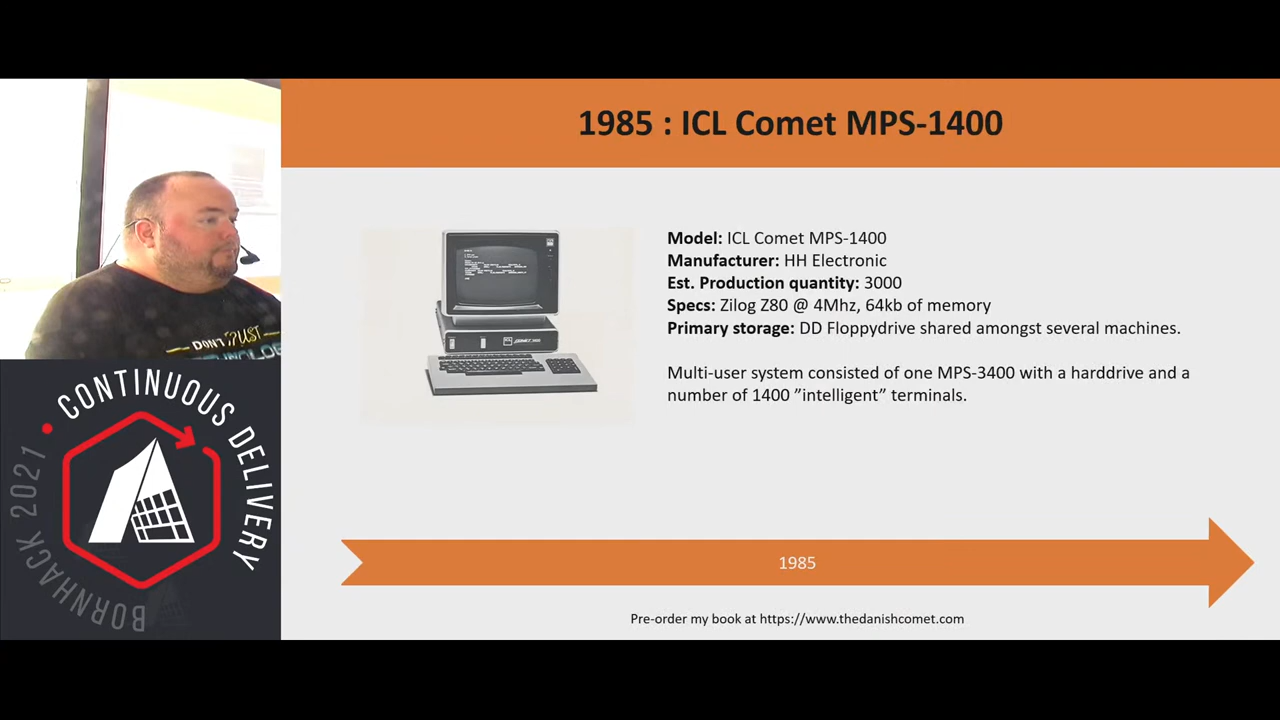 1985 : ICL Comet MPS-1400
Model: ICL Comet MPS-1400
Manufacturer: HH Electronic
Est. Production quantity: 3000
Specs: Zilog Z80 @ 4Mhz, 64kb of memory
Primary storage: DD Floppydrive shared amongst several machines.
Multi-user system consisted of one MPS-3400 with a harddrive and a
number of 1400 ”intelligent” terminals.
1985
Pre-order my book at https://www.thedanishcomet.com
DON'T TRUST
CONTINUOUS DELIVERY
BORNHACK 2021